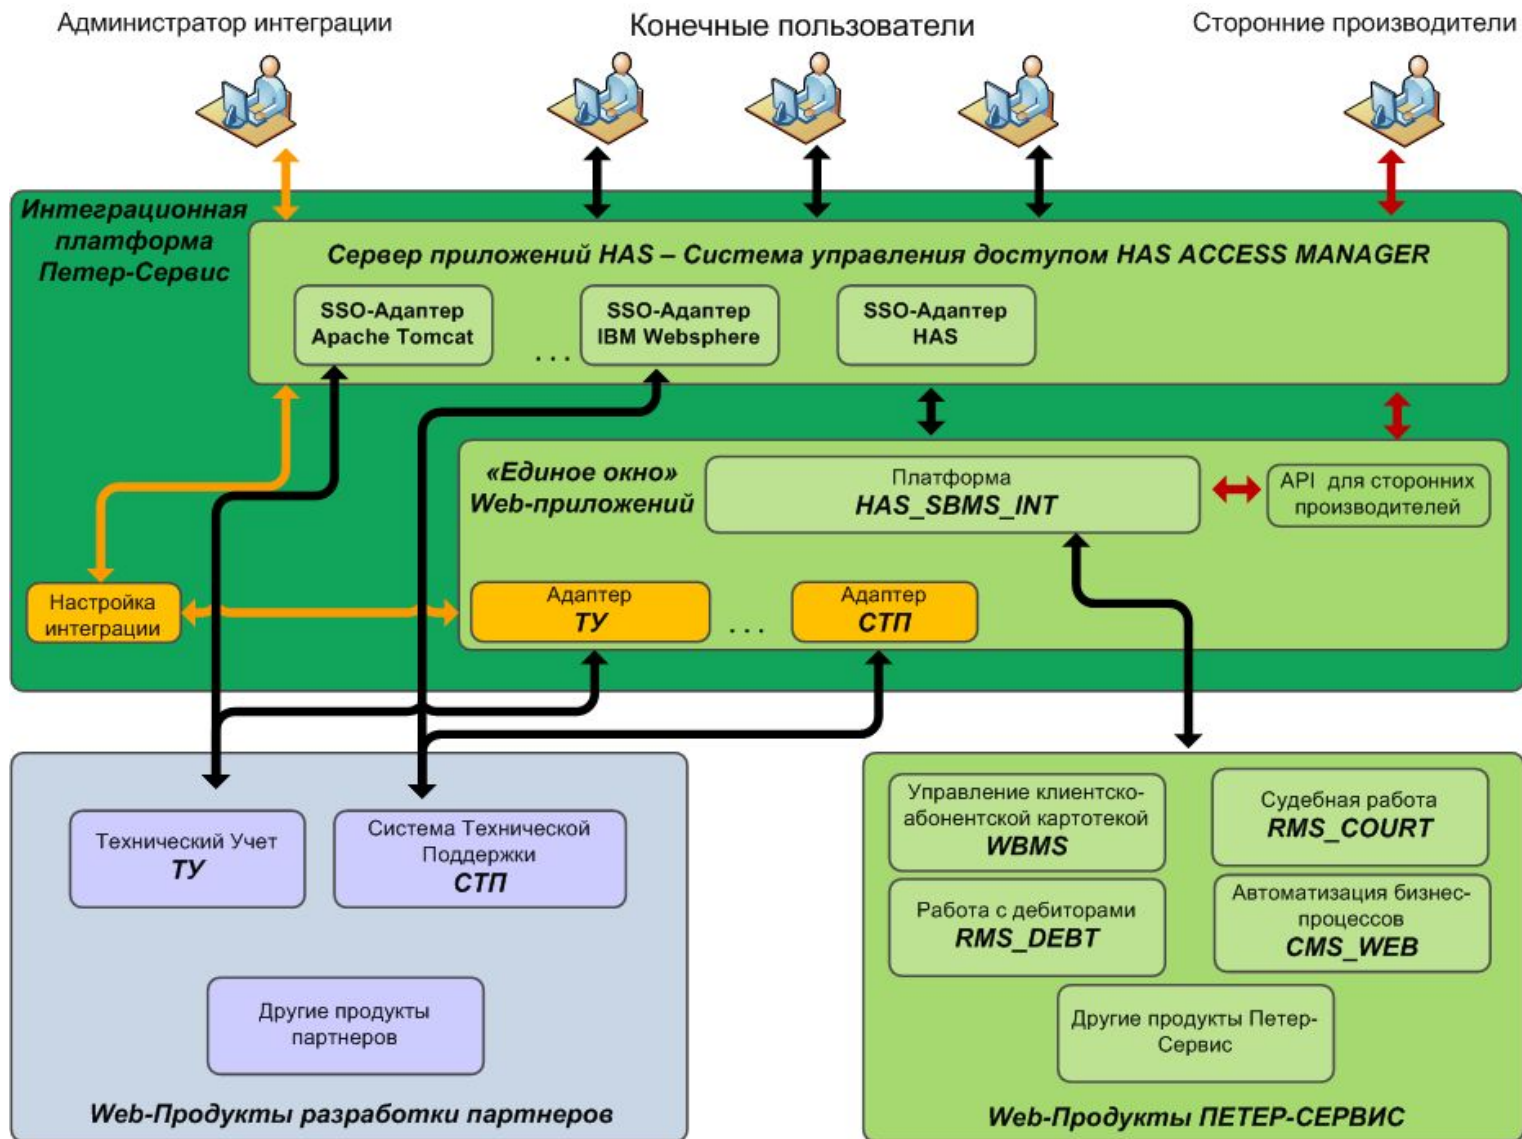 Администратор интеграции
Конечные пользователи
Сторонние производители
Интеграционная
платформа
Петер-Сервис
Сервер приложений HAS – Система управления доступом HAS ACCESS MANAGER
SSO-Адаптер
Apache Tomcat
. . .
SSO-Адаптер
IBM Websphere
SSO-Адаптер
HAS
«Единое окно»
Web-приложений
Платформа
HAS_SBMS_INT
API для сторонних
производителей
Настройка
интеграции
Адаптер
ТУ
. . .
Адаптер
СТП
Технический Учет
ТУ
Система Технической
Поддержки
СТП
Другие продукты
партнеров
Web-Продукты разработки партнеров
Управление клиентско-
абонентской картотекой
WBMS
Судебная работа
RMS_COURT
Работа с дебиторами
RMS_DEBT
Автоматизация бизнес-
процессов
CMS_WEB
Другие продукты Петер-
Сервис
Web-Продукты ПЕТЕР-СЕРВИС